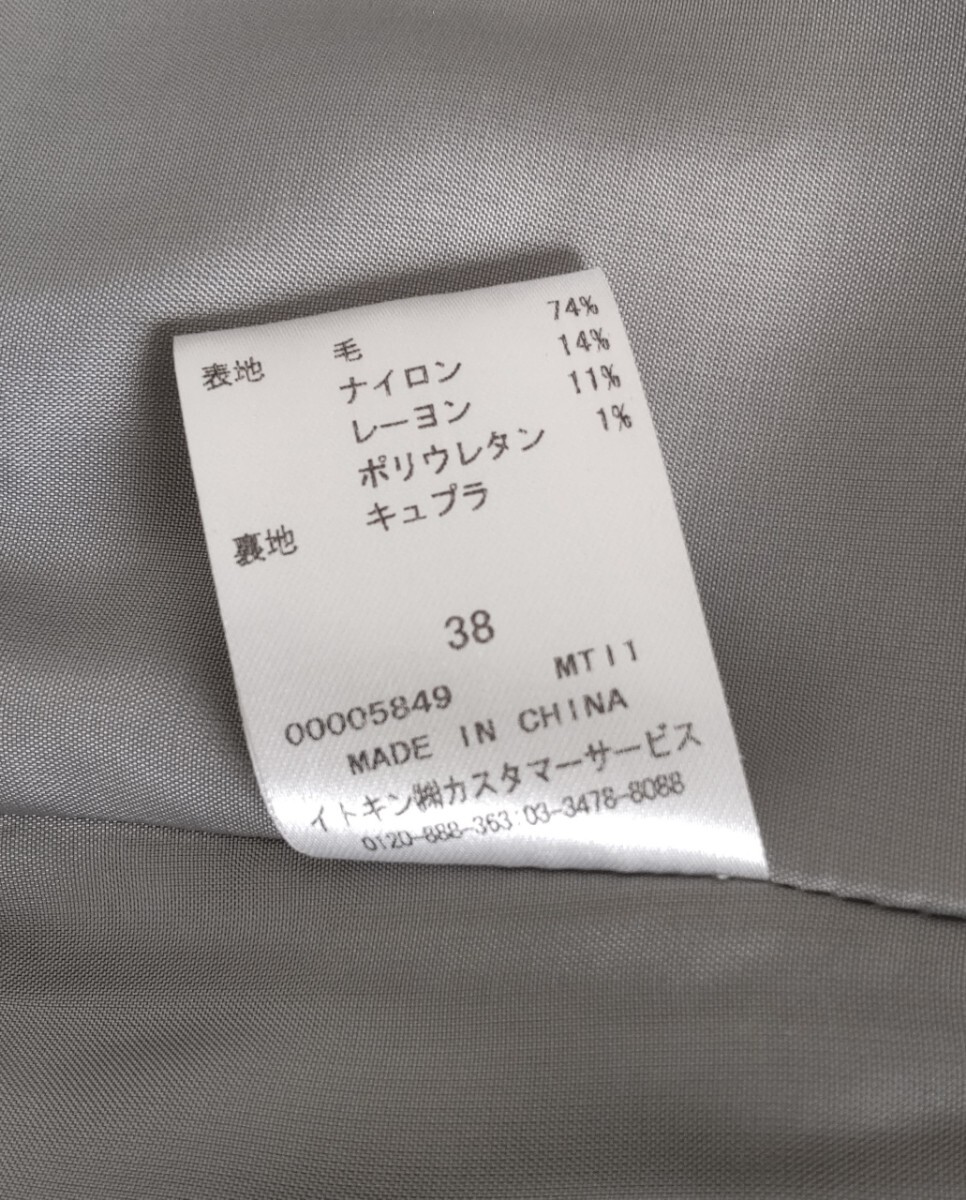 表地 毛 74%
ナイロン 14%
レーヨン 11%
ポリウレタン 1%
裏地 キュプラ
38
00005849 MTI1
MADE IN CHINA
イトキン㈱カスタマーサービス
0120-888-363:03-3478-8088